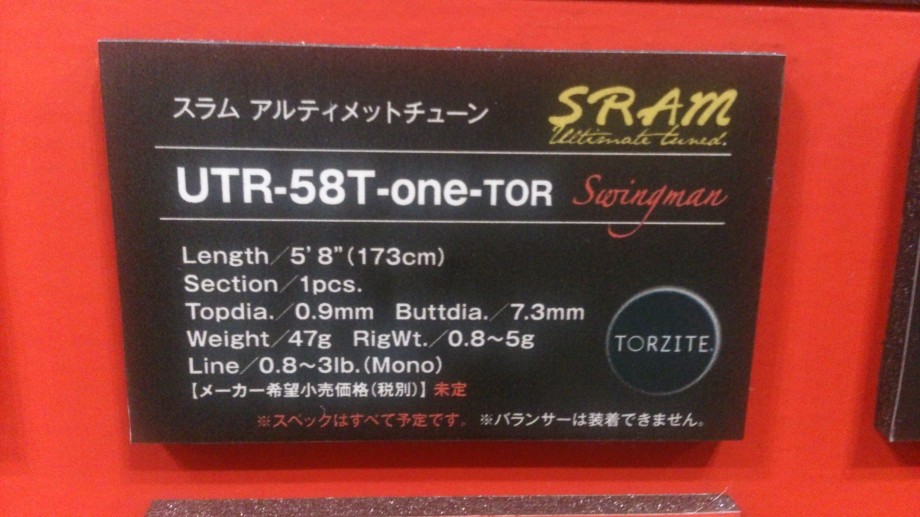 スラム アルティメットチューン
SRAM
Ultimate tuned.
UTR-58T-one-TOR Swingman
Length／5'8"(173cm)
Section／1pcs.
Topdia.／0.9mm Buttdia.／7.3mm
Weight／47g RigWt.／0.8〜5g
Line／0.8〜3lb.(Mono)
TORZITE.
【メーカー希望小売価格(税別)】未定
※スペックはすべて予定です。 ※バランサーは装着できません。